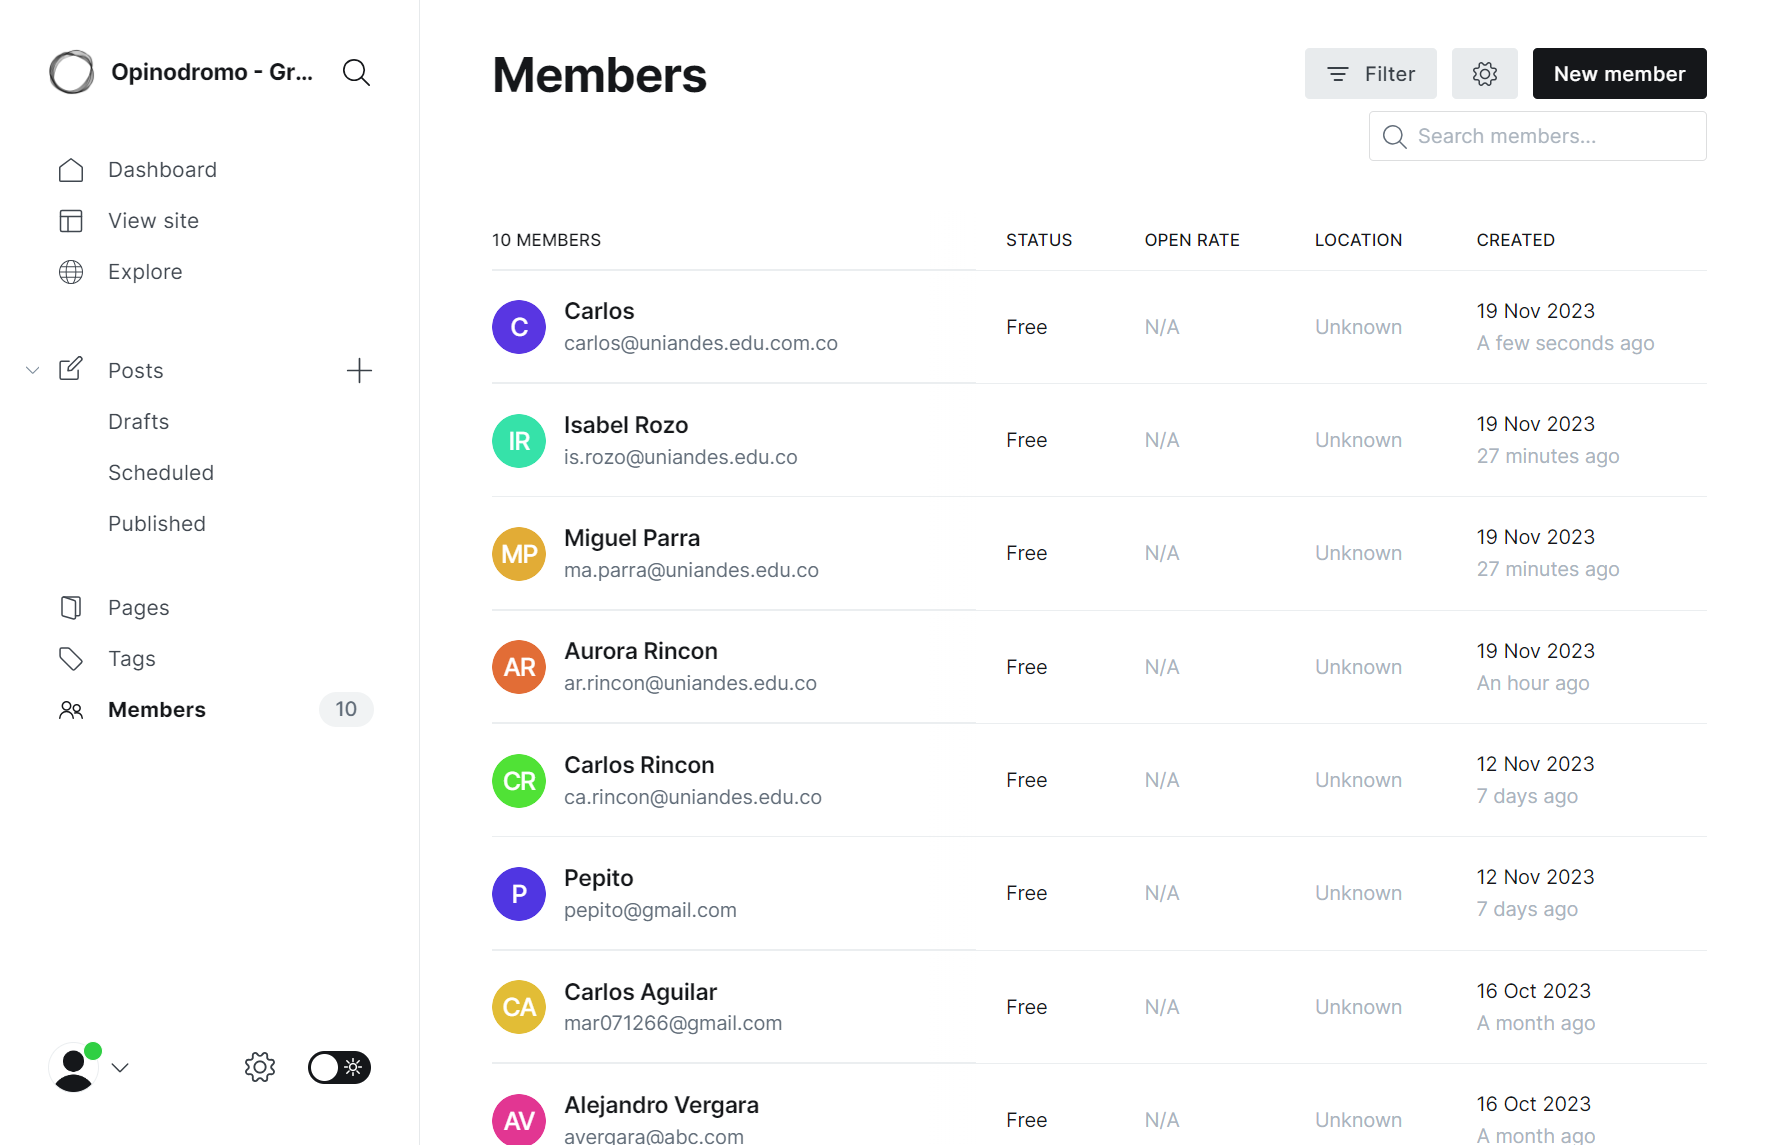 Opinodromo - Gr...
Dashboard
View site
Explore
Posts
Drafts
Scheduled
Published
Pages
Tags
Members
10
Members
Filter
New member
Search members...
10 MEMBERS STATUS OPEN RATE LOCATION CREATED
C
Carlos
carlos@uniandes.edu.com.co
Free
N/A
Unknown
19 Nov 2023
A few seconds ago
IR
Isabel Rozo
is.rozo@uniandes.edu.co
Free
N/A
Unknown
19 Nov 2023
27 minutes ago
MP
Miguel Parra
ma.parra@uniandes.edu.co
Free
N/A
Unknown
19 Nov 2023
27 minutes ago
AR
Aurora Rincon
ar.rincon@uniandes.edu.co
Free
N/A
Unknown
19 Nov 2023
An hour ago
CR
Carlos Rincon
ca.rincon@uniandes.edu.co
Free
N/A
Unknown
12 Nov 2023
7 days ago
P
Pepito
pepito@gmail.com
Free
N/A
Unknown
12 Nov 2023
7 days ago
CA
Carlos Aguilar
mar071266@gmail.com
Free
N/A
Unknown
16 Oct 2023
A month ago
AV
Alejandro Vergara
avergara@abc.com
Free
N/A
Unknown
16 Oct 2023
A month ago